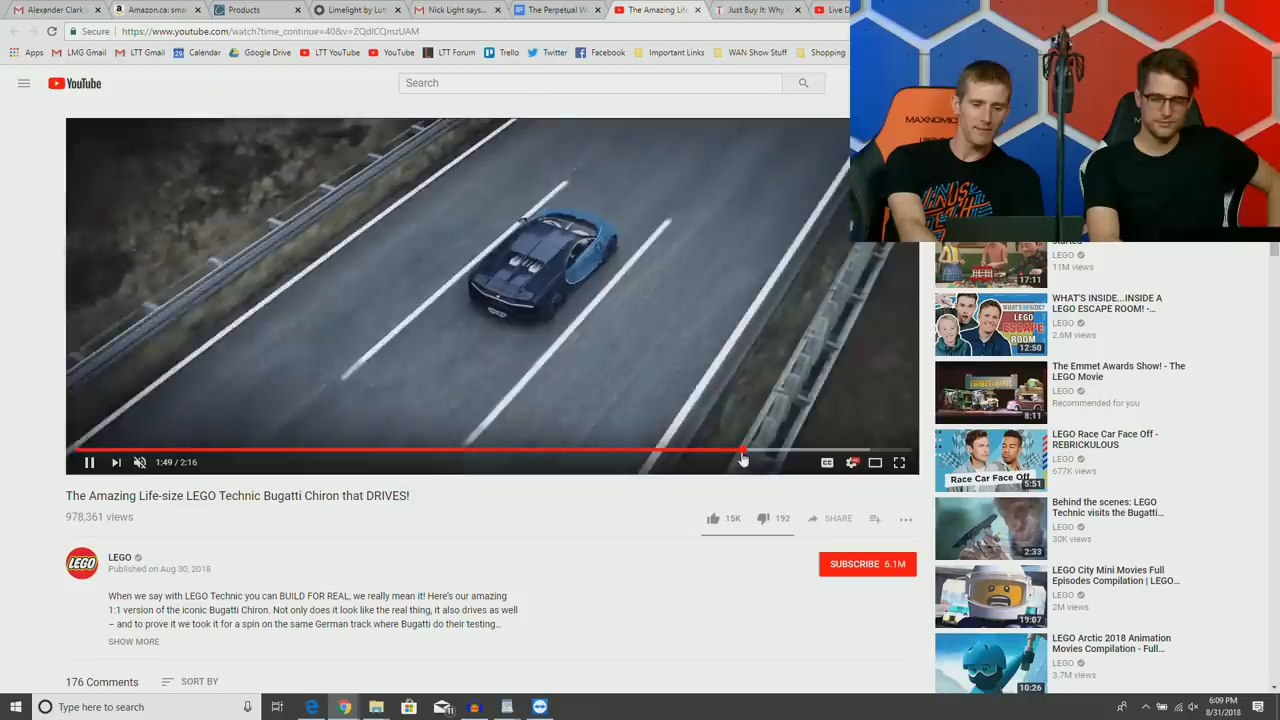 Alexander Clark:
Amazon.ca: sma
Products
Limelight by Lut
Nick Light says..
The Perpetual W
The Amazing Life
Just Buy It: Why
Live D
Secure
https://www.youtube.com/watch?time_continue=40&v=ZQdlCQmzUAM
Apps
LMG Gmail
LTT Gmail
Calendar
Google Drive
LTT YouTube
YouTube
LTT Forum
Trello
Twitter
Facebook
Important Links
WAN Show Stuff
Shopping
YouTube
Search
MAXNOMIC
1:49 / 2:16
CC
HD
The Amazing Life-size LEGO Technic Bugatti Chiron that DRIVES!
978,361 views
15K
192
SHARE
LEGO
LEGO
Published on Aug 30, 2018
SUBSCRIBE 6.1M
When we say with LEGO Technic you can BUILD FOR REAL, we really mean it! Here's our amazing
1:1 version of the iconic Bugatti Chiron. Not only does it look like the real thing, it also drives as well
– and to prove it we took it for a spin on the same German track where Bugatti do their testing...
SHOW MORE
176 Comments
SORT BY
LEGO
11M views
17:11
WHAT'S INSIDE?
LEGO
ESCAPE
ROOM
12:50
WHAT'S INSIDE...INSIDE A
LEGO ESCAPE ROOM! -...
LEGO
2.6M views
8:11
The Emmet Awards Show! - The
LEGO Movie
LEGO
Recommended for you
Race Car Face Off
5:51
LEGO Race Car Face Off -
REBRICKULOUS
LEGO
677K views
2:33
Behind the scenes: LEGO
Technic visits the Bugatti...
LEGO
30K views
19:07
LEGO City Mini Movies Full
Episodes Compilation | LEGO...
LEGO
2M views
10:26
LEGO Arctic 2018 Animation
Movies Compilation - Full...
LEGO
3.7M views
Type here to search
6:09 PM
8/31/2018